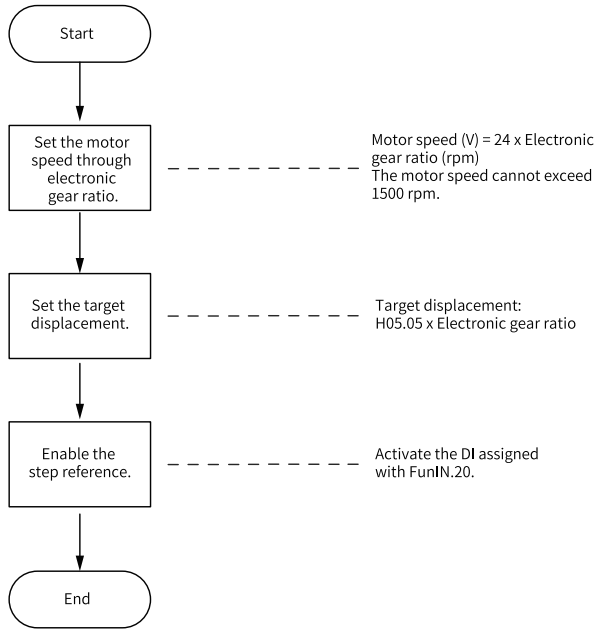 Start
Set the motor
speed through
electronic
gear ratio.
Motor speed (V) = 24 x Electronic
gear ratio (rpm)
The motor speed cannot exceed
1500 rpm.
Set the target
displacement.
Target displacement:
H05.05 x Electronic gear ratio
Enable the
step reference.
Activate the DI assigned
with FunIN.20.
End